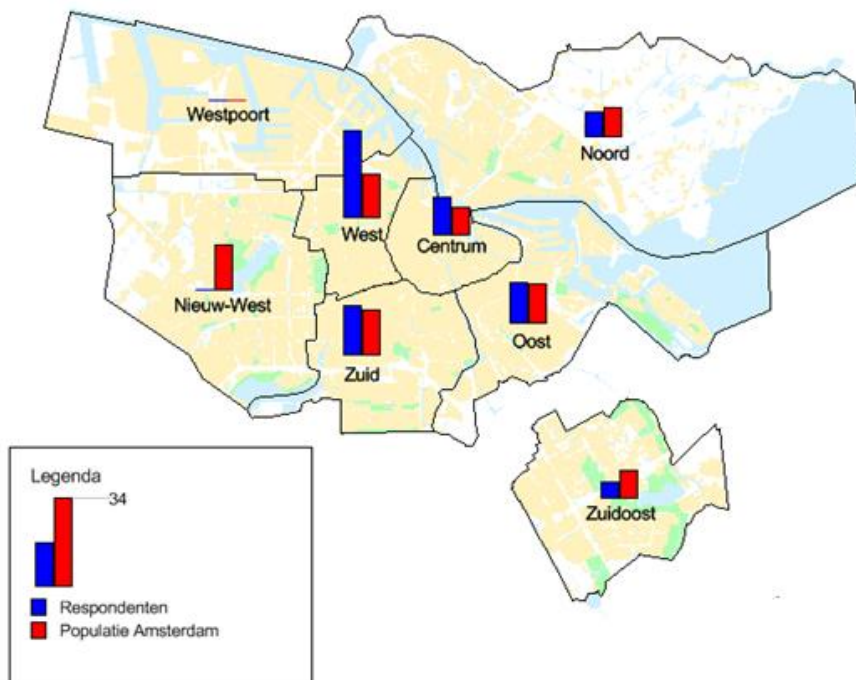 Westpoort
Noord
West
Centrum
Nieuw-West
Oost
Zuid
Zuidoost
Legenda
34
Respondenten
Populatie Amsterdam